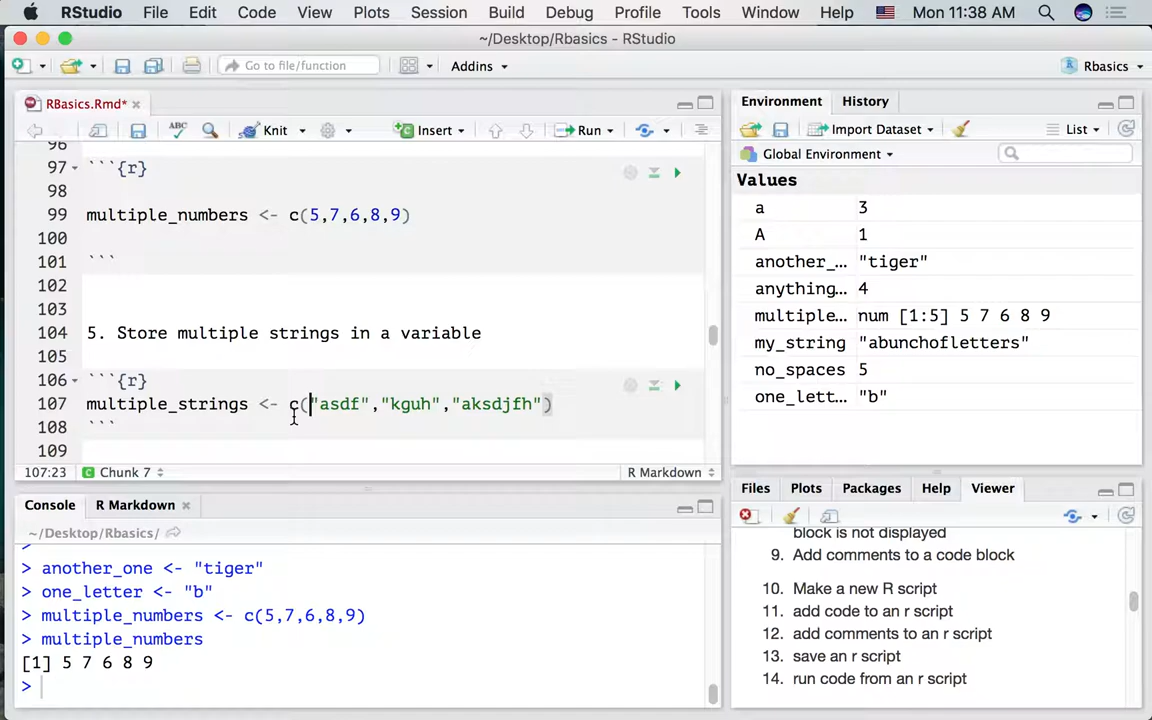 RStudio File Edit Code View Plots Session Build Debug Profile Tools Window Help Mon 11:38 AM
~/Desktop/Rbasics - RStudio
Go to file/function Addins Rbasics
RBasics.Rmd*
ABC Knit Insert Run
96
97 ```{r}
98
99 multiple_numbers <- c(5,7,6,8,9)
100
101 ```
102
103
104 5. Store multiple strings in a variable
105
106 ```{r}
107 multiple_strings <- c("asdf","kguh","aksdjfh")
108 ```
109
107:23 Chunk 7 R Markdown
Console R Markdown
~/Desktop/Rbasics/
>
> another_one <- "tiger"
> one_letter <- "b"
> multiple_numbers <- c(5,7,6,8,9)
> multiple_numbers
[1] 5 7 6 8 9
>
Environment History
Import Dataset List
Global Environment
Values
a 3
A 1
another_… "tiger"
anything… 4
multiple… num [1:5] 5 7 6 8 9
my_string "abunchofletters"
no_spaces 5
one_lett… "b"
Files Plots Packages Help Viewer
block is not displayed
9. Add comments to a code block
10. Make a new R script
11. add code to an r script
12. add comments to an r script
13. save an r script
14. run code from an r script